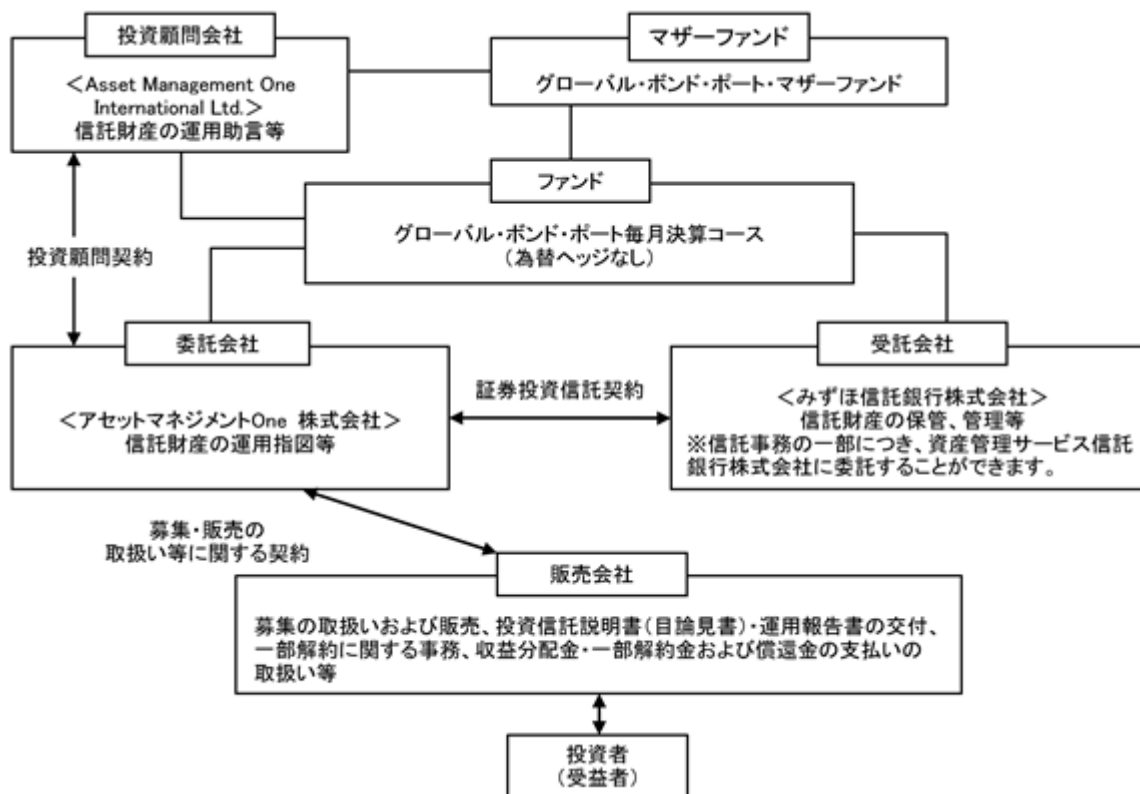 投資顧問会社
＜Asset Management One
International Ltd.＞
信託財産の運用助言等
マザーファンド
グローバル・ボンド・ポート・マザーファンド
ファンド
グローバル・ボンド・ポート毎月決算コース
（為替ヘッジなし）
投資顧問契約
委託会社
＜アセットマネジメントOne 株式会社＞
信託財産の運用指図等
証券投資信託契約
受託会社
＜みずほ信託銀行株式会社＞
信託財産の保管、管理等
※信託事務の一部につき、資産管理サービス信託
銀行株式会社に委託することができます。
募集・販売の
取扱い等に関する契約
販売会社
募集の取扱いおよび販売、投資信託説明書（目論見書）・運用報告書の交付、
一部解約に関する事務、収益分配金・一部解約金および償還金の支払いの
取扱い等
投資者
（受益者）